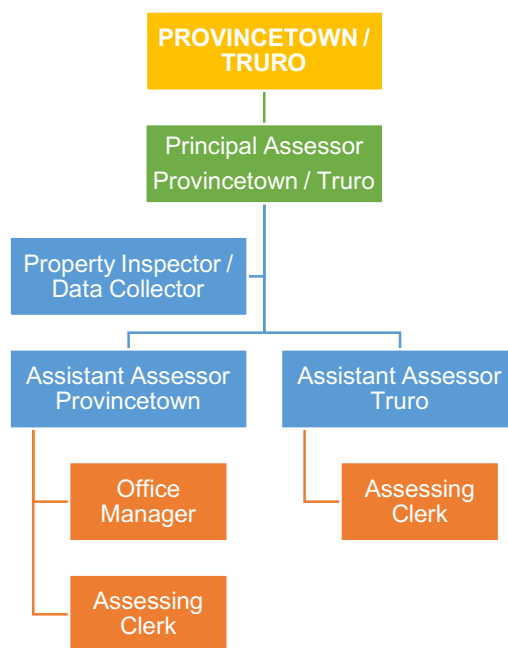 PROVINCETOWN /
TRURO
Principal Assessor
Provincetown / Truro
Property Inspector /
Data Collector
Assistant Assessor
Provincetown
Assistant Assessor
Truro
Office
Manager
Assessing
Clerk
Assessing
Clerk